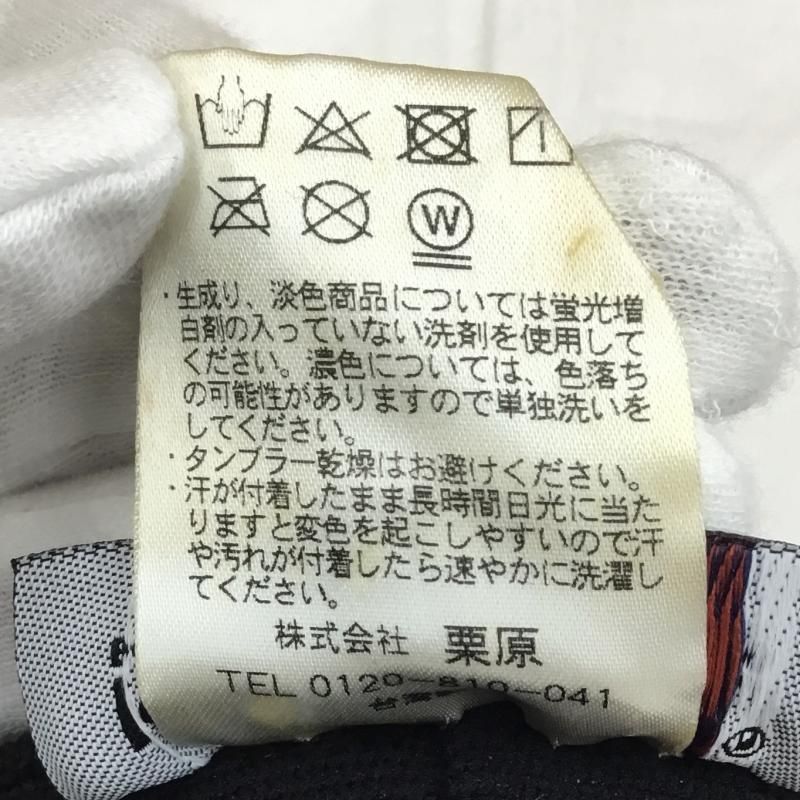 W
・生成り、淡色商品については蛍光増
白剤の入っていない洗剤を使用して
ください。濃色については、色落ち
の可能性がありますので単独洗いを
してください。
・タンブラー乾燥はお避けください。
・汗が付着したまま長時間日光に当た
りますと変色を起こしやすいので汗
や汚れが付着したら速やかに洗濯し
てください。
株式会社 栗原
TEL 0120-810-041